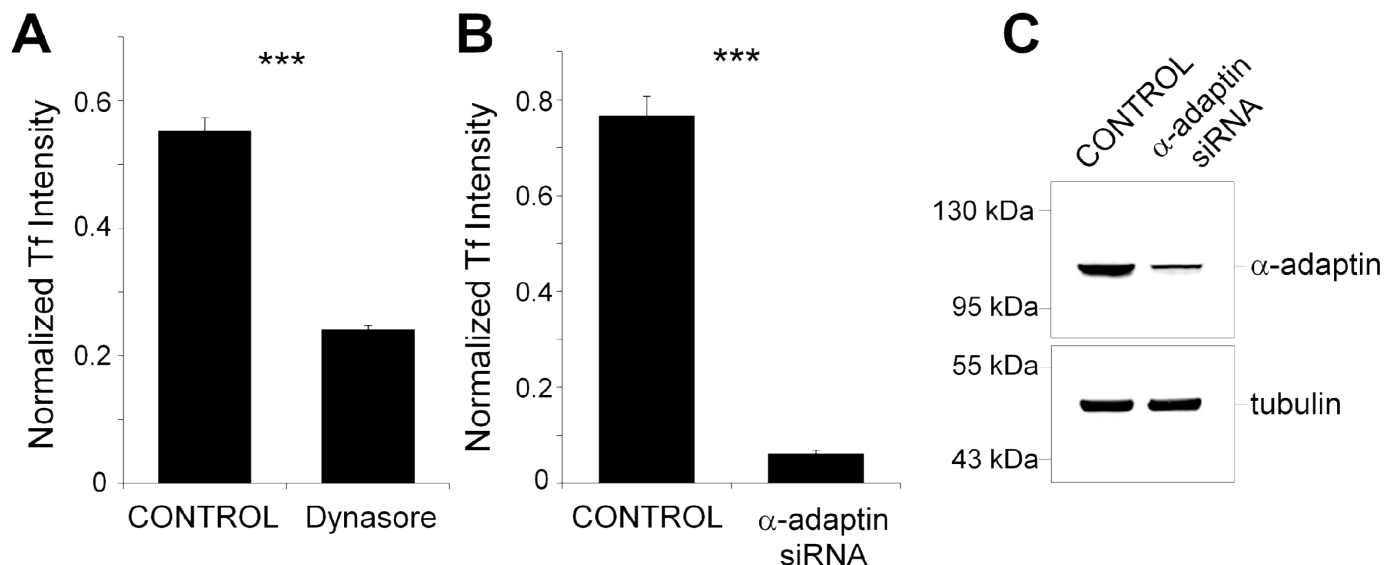 A
***
Normalized Tf Intensity
0.6
0.4
0.2
0
CONTROL
Dynasore
B
***
Normalized Tf Intensity
0.8
0.6
0.4
0.2
0
CONTROL
α-adaptin
siRNA
C
CONTROL
α-adaptin
siRNA
130 kDa
α-adaptin
95 kDa
55 kDa
tubulin
43 kDa